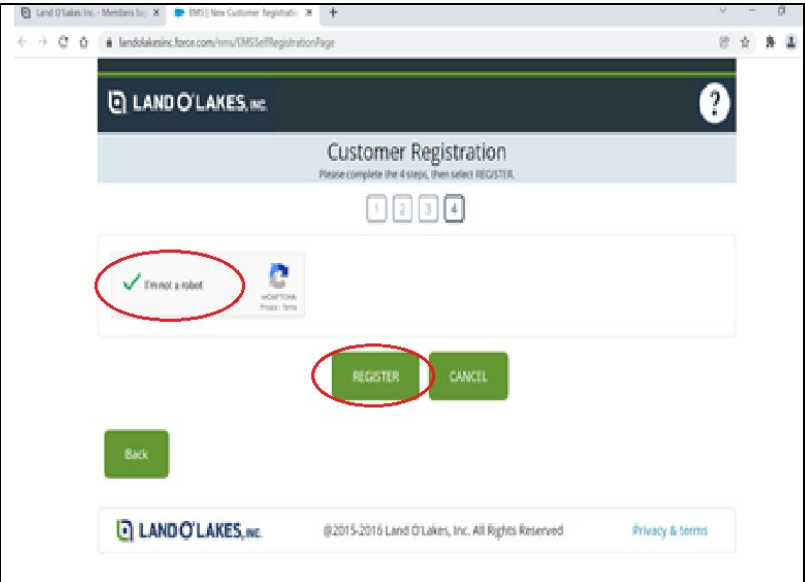 Land O'Lakes Inc. - Members log X
EMS | New Customer Registratio X +
landolakesinc.force.com/ems/EMSSelfRegistrationPage
LAND O'LAKES, INC. ?
Customer Registration
Please complete the 4 steps, then select REGISTER.
1 2 3 4
I'm not a robot
reCAPTCHA
Privacy - Terms
REGISTER CANCEL
Back
LAND O'LAKES, INC. @2015-2016 Land O'Lakes, Inc. All Rights Reserved Privacy & terms